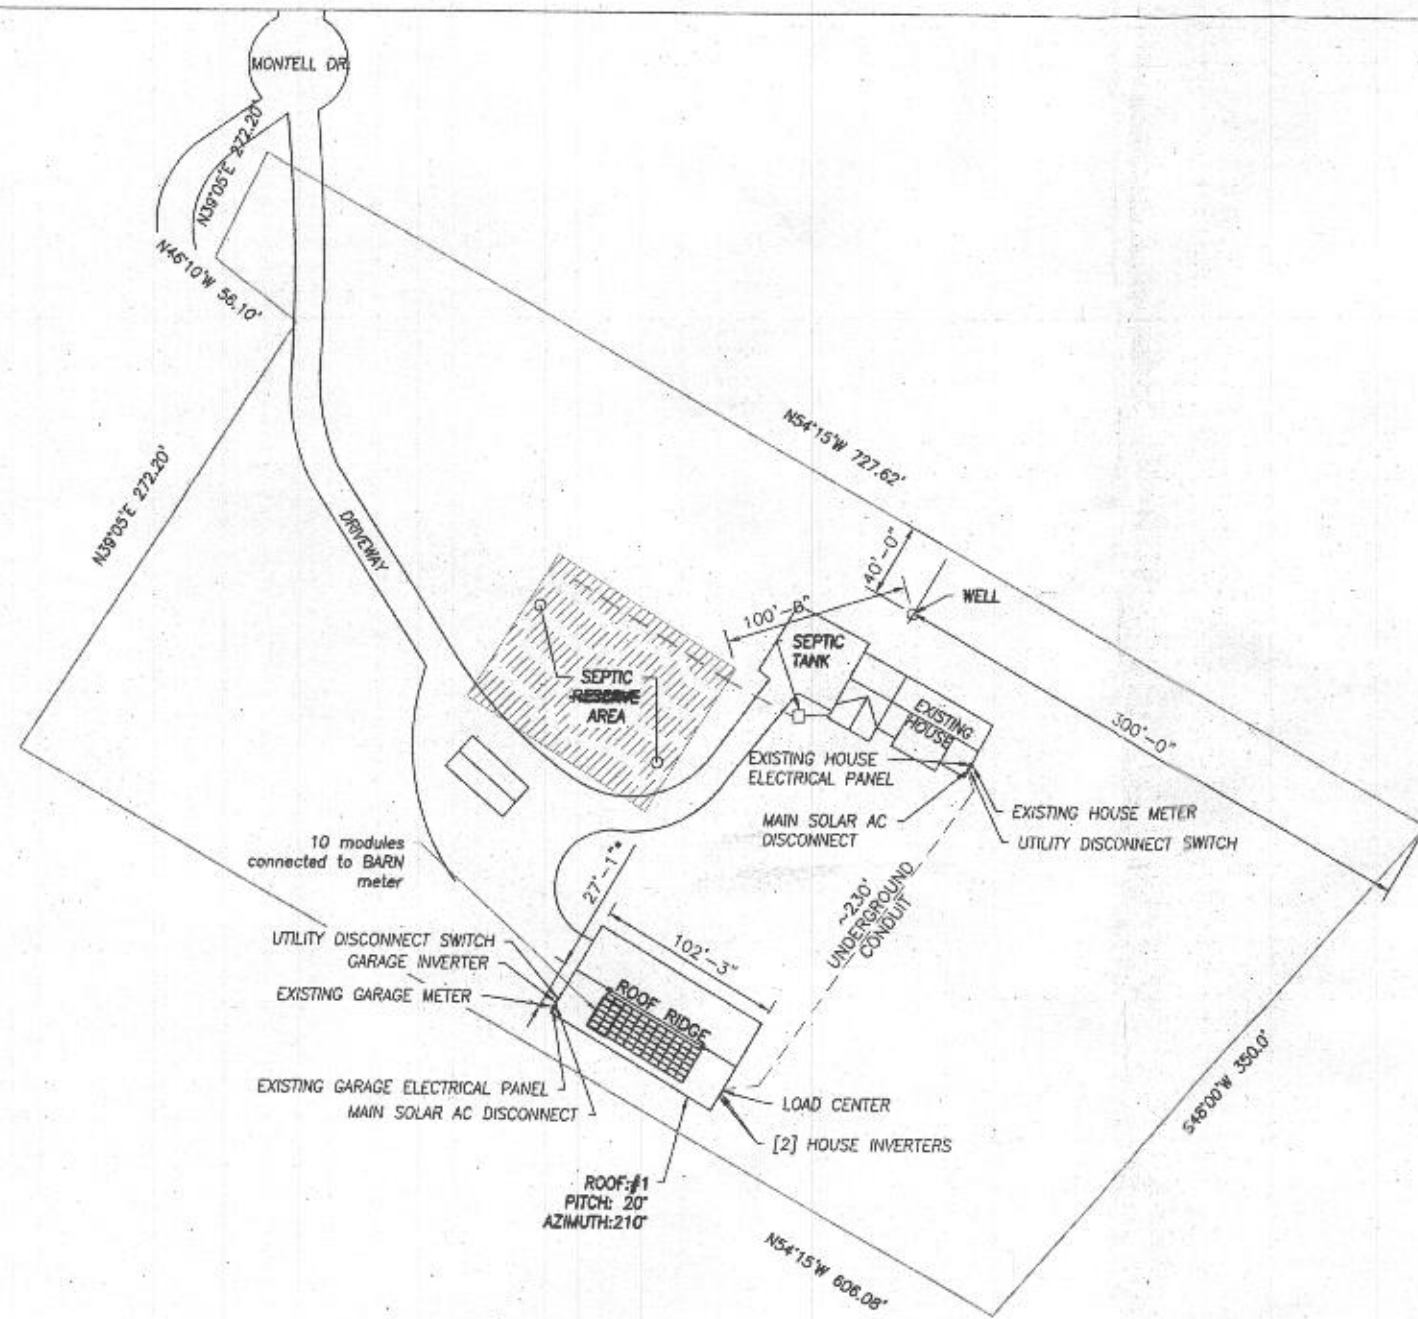 MONTELL DR
N39°05'E 272.20'
N46°10'W 56.10'
N39°05'E 272.20'
N54°15'W 727.62'
DRIVEWAY
40'-0"
100'-0"
WELL
SEPTIC
TANK
SEPTIC
RESERVE
AREA
EXISTING
HOUSE
300'-0"
EXISTING HOUSE
ELECTRICAL PANEL
EXISTING HOUSE METER
MAIN SOLAR AC
DISCONNECT
UTILITY DISCONNECT SWITCH
10 modules
connected to BARN
meter
27'-1"
~230'
UNDERGROUND
CONDUIT
UTILITY DISCONNECT SWITCH
GARAGE INVERTER
EXISTING GARAGE METER
102'-3"
ROOF RIDGE
EXISTING GARAGE ELECTRICAL PANEL
MAIN SOLAR AC DISCONNECT
LOAD CENTER
[2] HOUSE INVERTERS
S48°00'W 350.0'
ROOF:#1
PITCH: 20°
AZIMUTH:210°
N54°15'W 606.08'